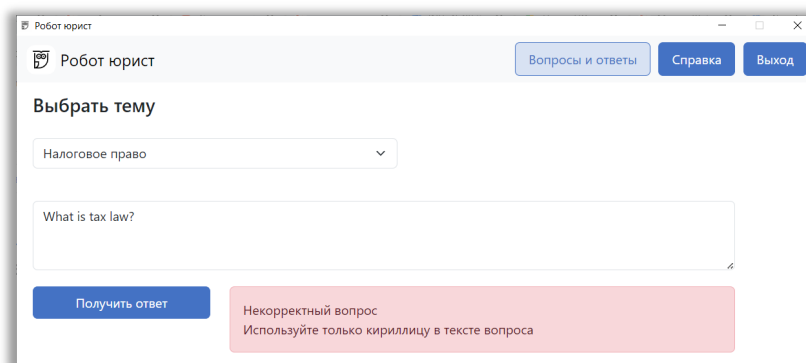 Робот юрист
Робот юрист
Вопросы и ответы
Справка
Выход
Выбрать тему
Налоговое право
What is tax law?
Получить ответ
Некорректный вопрос
Используйте только кириллицу в тексте вопроса